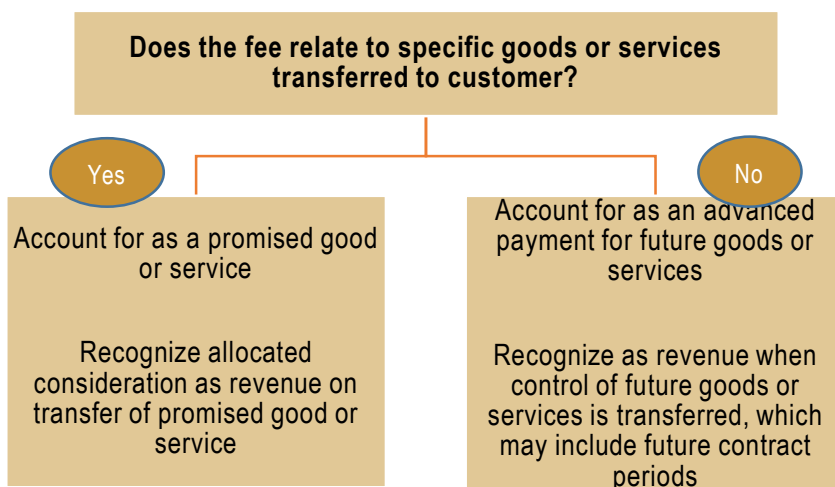 Does the fee relate to specific goods or services
transferred to customer?
Yes
Account for as a promised good
or service
Recognize allocated
consideration as revenue on
transfer of promised good or
service
No
Account for as an advanced
payment for future goods or
services
Recognize as revenue when
control of future goods or
services is transferred, which
may include future contract
periods